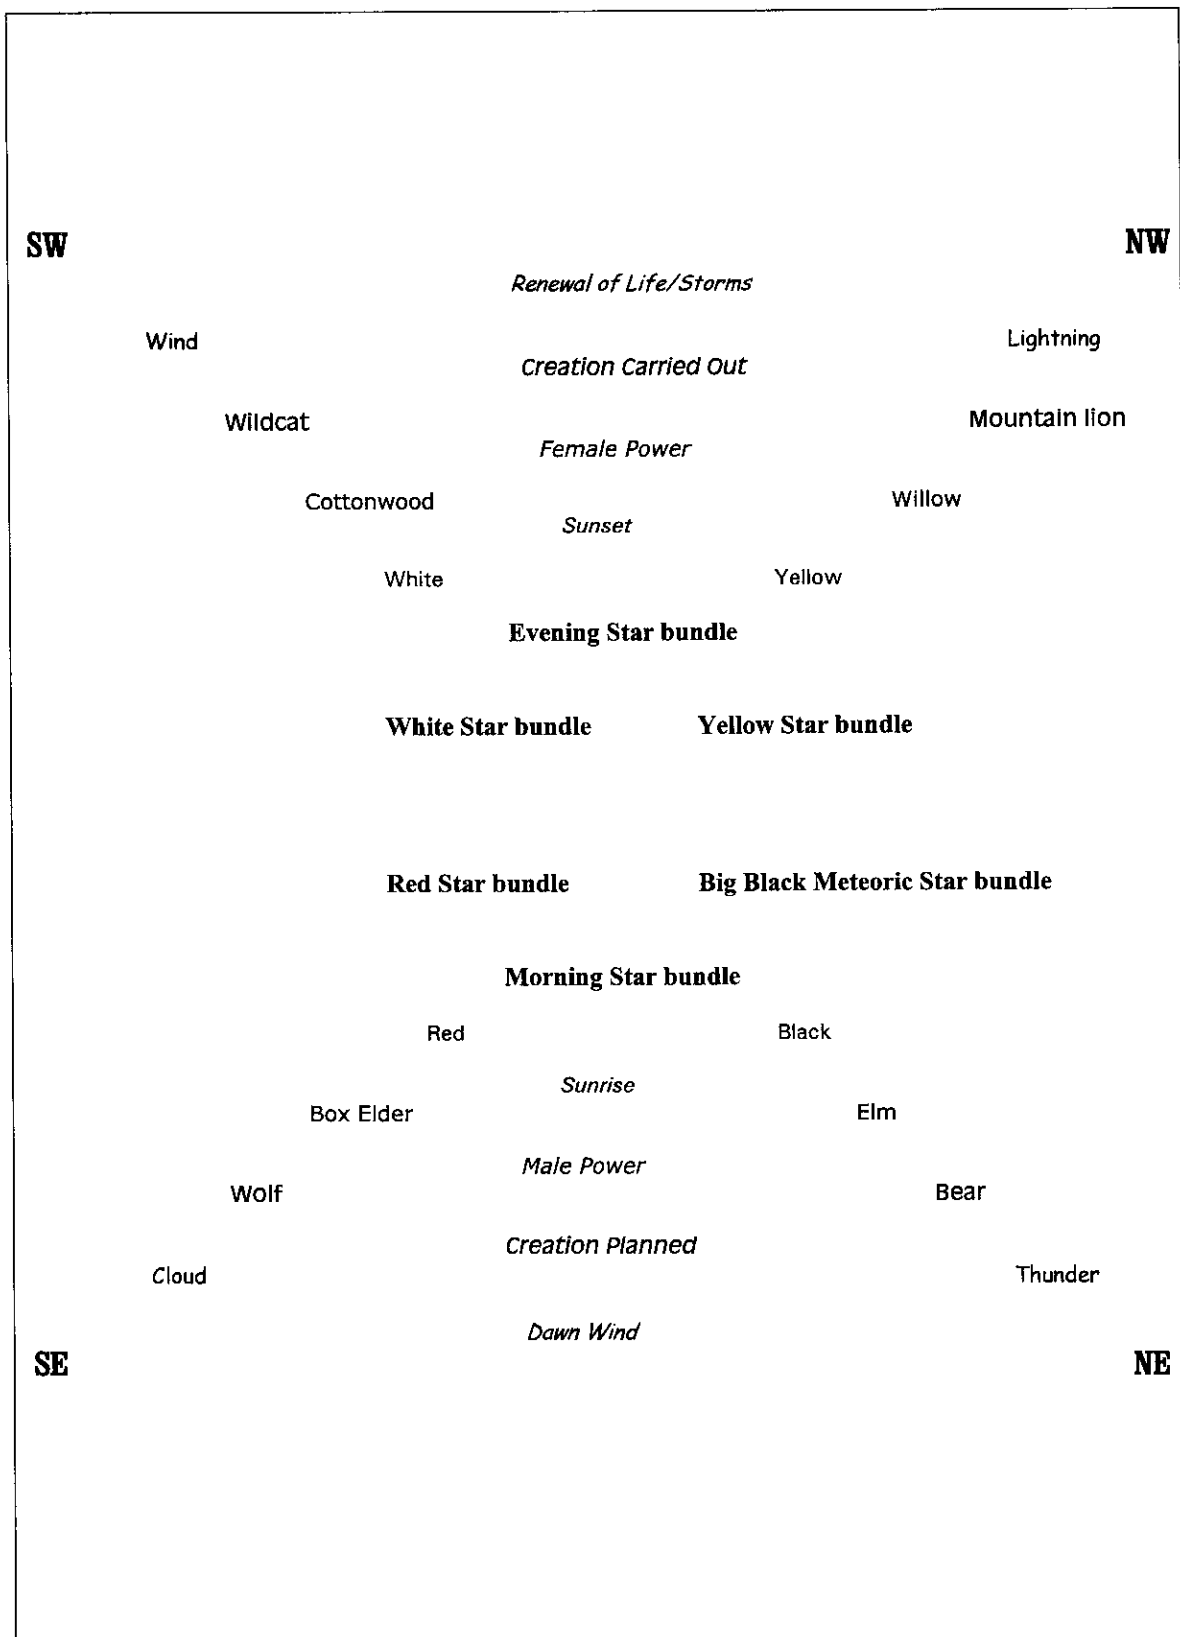 SW NW
Renewal of Life/Storms
Wind Lightning
Creation Carried Out
Wildcat Mountain lion
Female Power
Cottonwood Willow
Sunset
White Yellow
Evening Star bundle
White Star bundle Yellow Star bundle
Red Star bundle Big Black Meteoric Star bundle
Morning Star bundle
Red Black
Sunrise
Box Elder Elm
Male Power
Wolf Bear
Creation Planned
Cloud Thunder
Dawn Wind
SE NE